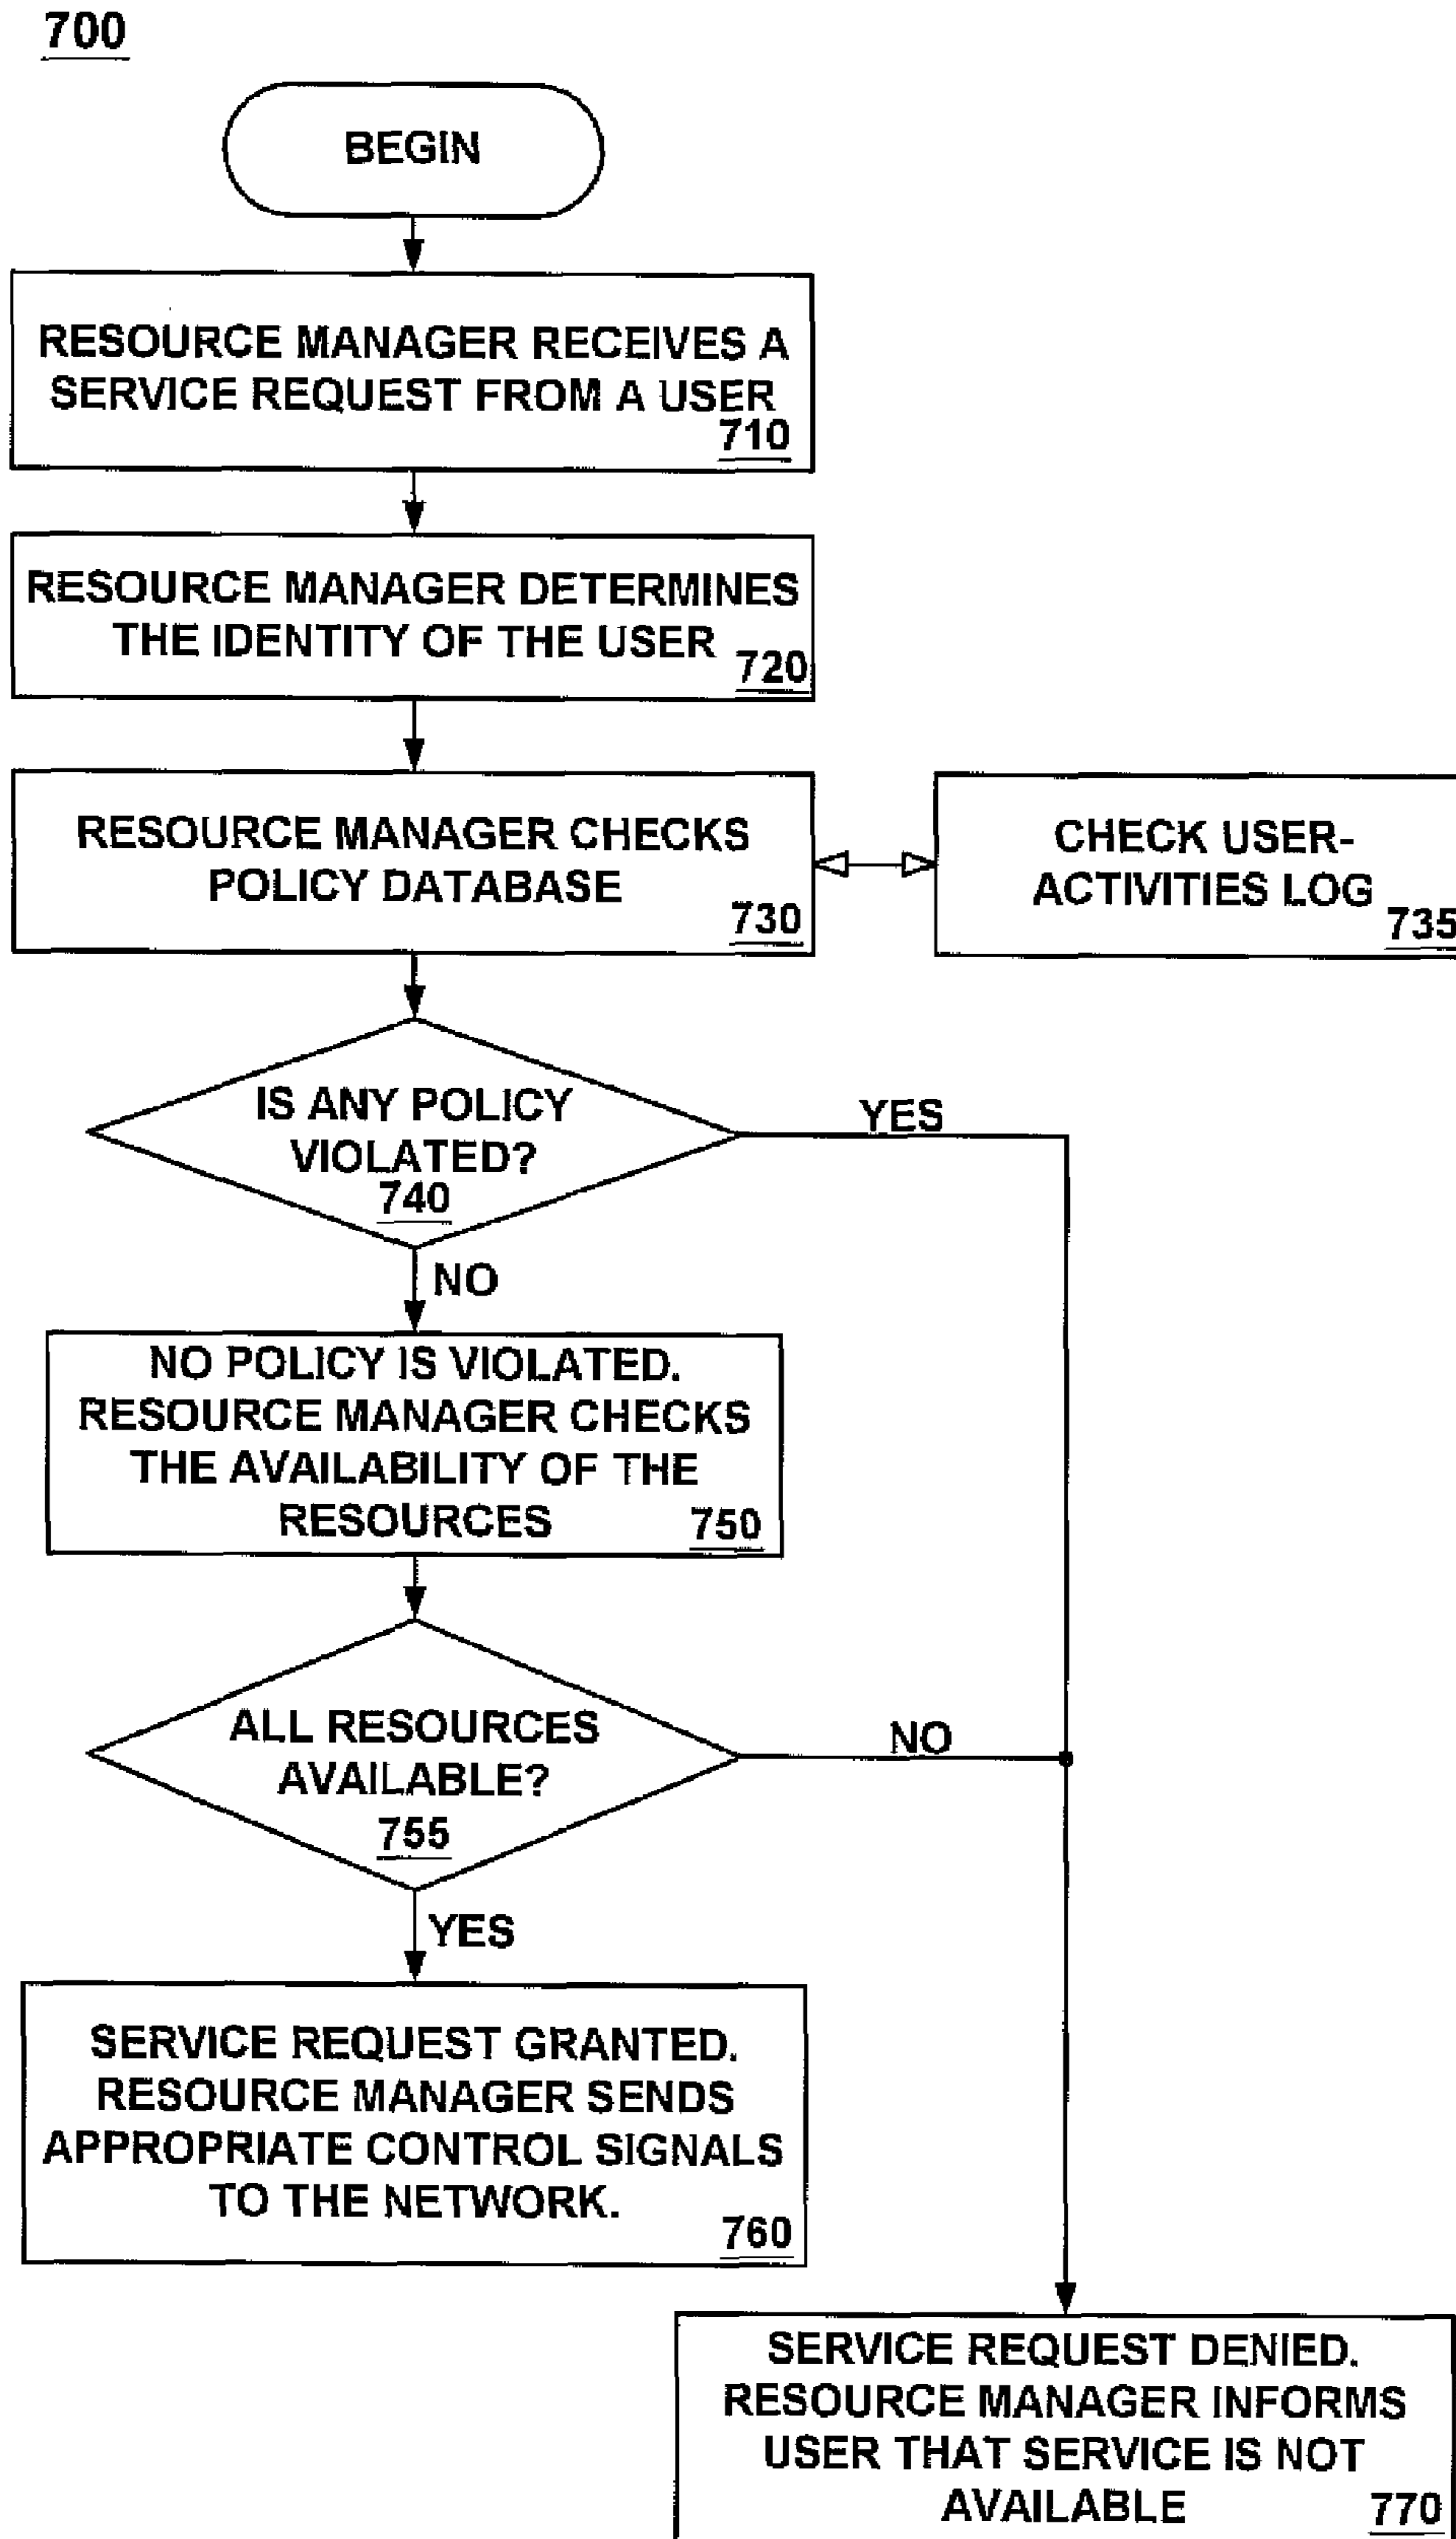 700
BEGIN
RESOURCE MANAGER RECEIVES A
SERVICE REQUEST FROM A USER
710
RESOURCE MANAGER DETERMINES
THE IDENTITY OF THE USER
720
RESOURCE MANAGER CHECKS
POLICY DATABASE
730
CHECK USER-
ACTIVITIES LOG
735
IS ANY POLICY
VIOLATED?
740
YES
NO
NO POLICY IS VIOLATED.
RESOURCE MANAGER CHECKS
THE AVAILABILITY OF THE
RESOURCES
750
ALL RESOURCES
AVAILABLE?
755
NO
YES
SERVICE REQUEST GRANTED.
RESOURCE MANAGER SENDS
APPROPRIATE CONTROL SIGNALS
TO THE NETWORK.
760
SERVICE REQUEST DENIED.
RESOURCE MANAGER INFORMS
USER THAT SERVICE IS NOT
AVAILABLE
770